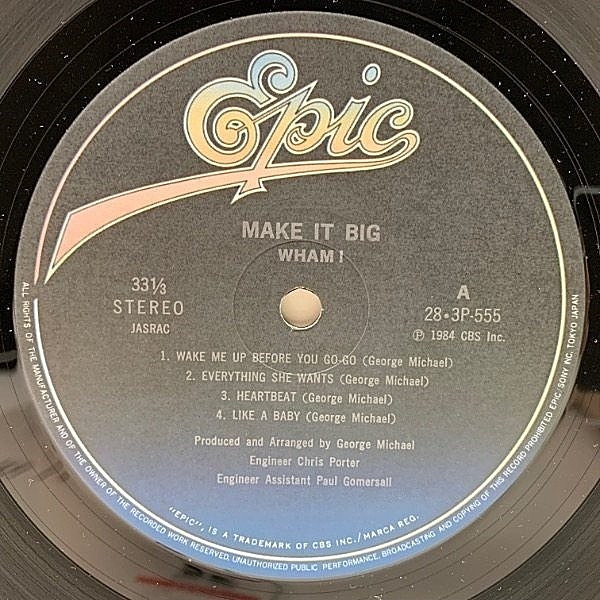 Epic
MAKE IT BIG
WHAM!
33⅓
STEREO
JASRAC
A
28・3P-555
Ⓟ 1984 CBS Inc.
1. WAKE ME UP BEFORE YOU GO-GO (George Michael)
2. EVERYTHING SHE WANTS (George Michael)
3. HEARTBEAT (George Michael)
4. LIKE A BABY (George Michael)
Produced and Arranged by George Michael
Engineer Chris Porter
Engineer Assistant Paul Gomersall
"EPIC", IS A TRADEMARK OF CBS INC./MARCA REG.
ALL RIGHTS OF THE MANUFACTURER AND OF THE OWNER OF THE RECORDED WORK RESERVED, UNAUTHORIZED PUBLIC PERFORMANCE, BROADCASTING AND COPYING OF THIS RECORD PROHIBITED EPIC/SONY INC. TOKYO JAPAN